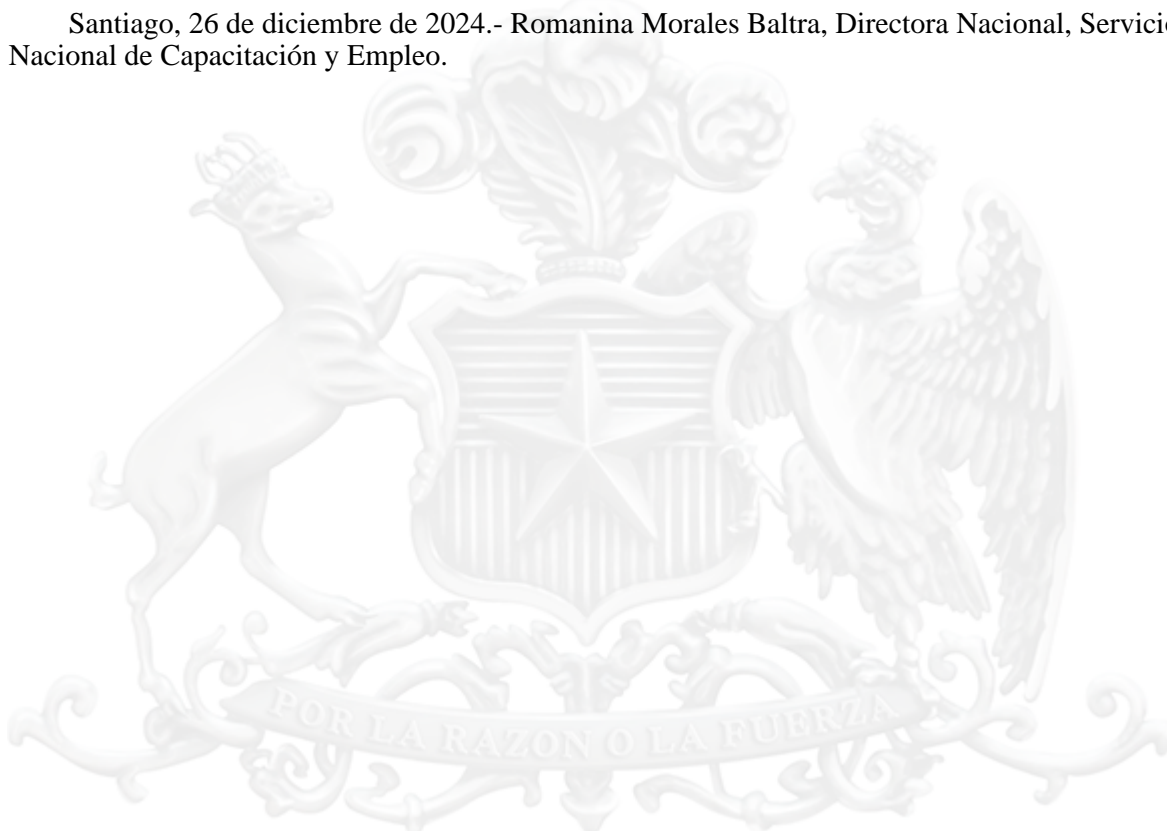 Santiago, 26 de diciembre de 2024.- Romanina Morales Baltra, Directora Nacional, Servicio
Nacional de Capacitación y Empleo.
POR LA RAZON O LA FUERZA